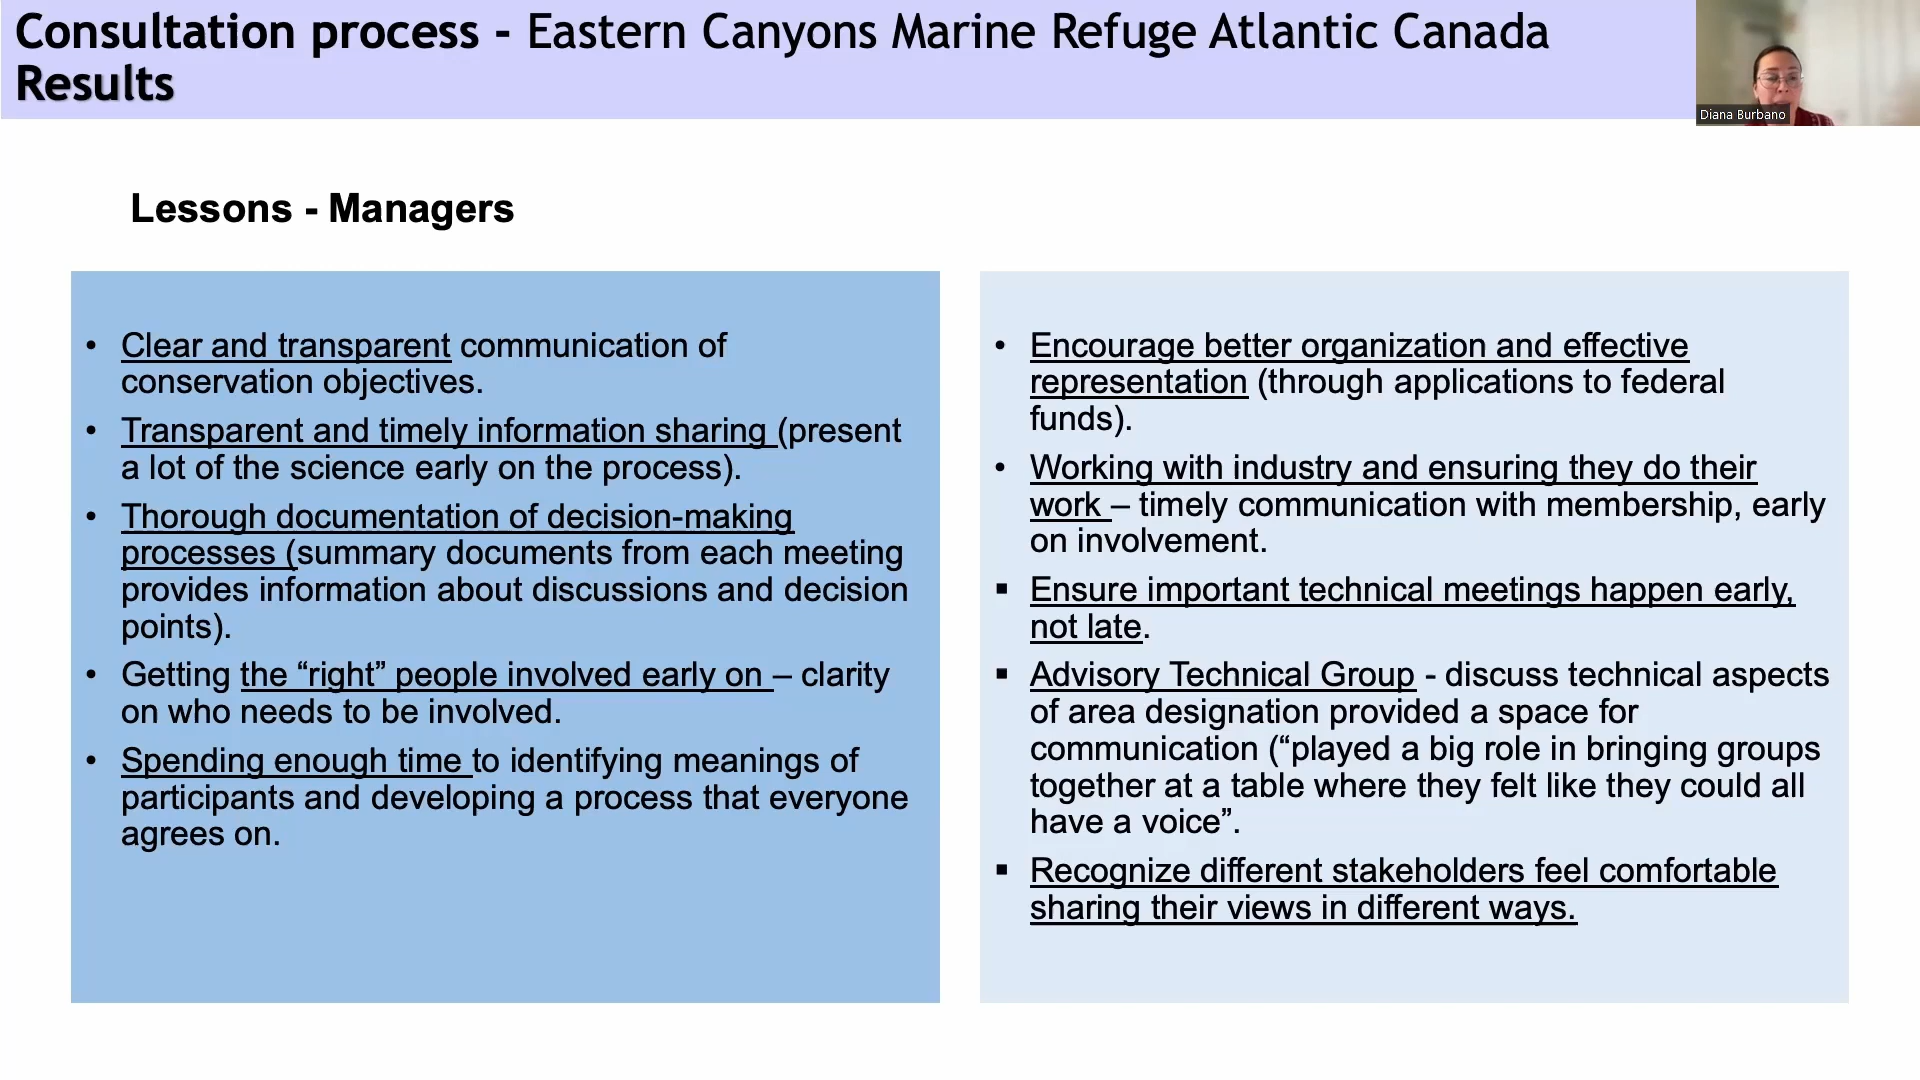 Consultation process - Eastern Canyons Marine Refuge Atlantic Canada
Results
Diana Burbano
Lessons - Managers
• Clear and transparent communication of
conservation objectives.
• Transparent and timely information sharing (present
a lot of the science early on the process).
• Thorough documentation of decision-making
processes (summary documents from each meeting
provides information about discussions and decision
points).
• Getting the “right” people involved early on – clarity
on who needs to be involved.
• Spending enough time to identifying meanings of
participants and developing a process that everyone
agrees on.
• Encourage better organization and effective
representation (through applications to federal
funds).
• Working with industry and ensuring they do their
work – timely communication with membership, early
on involvement.
▪ Ensure important technical meetings happen early,
not late.
▪ Advisory Technical Group - discuss technical aspects
of area designation provided a space for
communication (“played a big role in bringing groups
together at a table where they felt like they could all
have a voice”.
▪ Recognize different stakeholders feel comfortable
sharing their views in different ways.